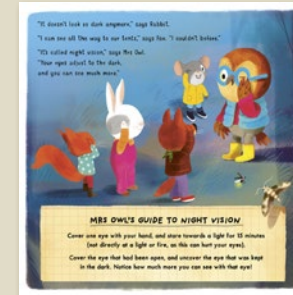 "It doesn't look so dark anymore," says Rabbit.
"I can see all the way to our tents," says Fox. "I couldn't before."
"It's called night vision," says Mrs Owl.
"Your eyes adjust to the dark,
and you can see much more."
MRS OWL'S GUIDE TO NIGHT VISION
Cover one eye with your hand, and stare towards a light for 15 minutes
(not directly at a light or fire, as this can hurt your eyes).
Cover the eye that had been open, and uncover the eye that was kept
in the dark. Notice how much more you can see with that eye!